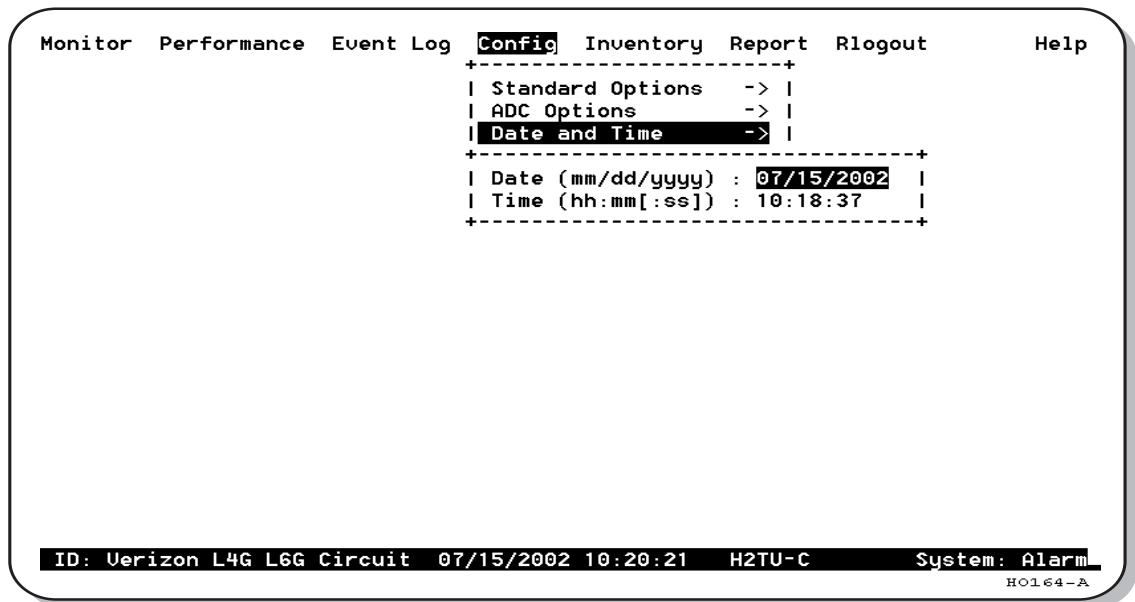 Monitor Performance Event Log Config Inventory Report Rlogout Help
Standard Options ->
ADC Options ->
Date and Time ->
Date (mm/dd/yyyy) : 07/15/2002
Time (hh:mm[:ss]) : 10:18:37
ID: Verizon L4G L6G Circuit 07/15/2002 10:20:21 H2TU-C System: Alarm
HO164-A